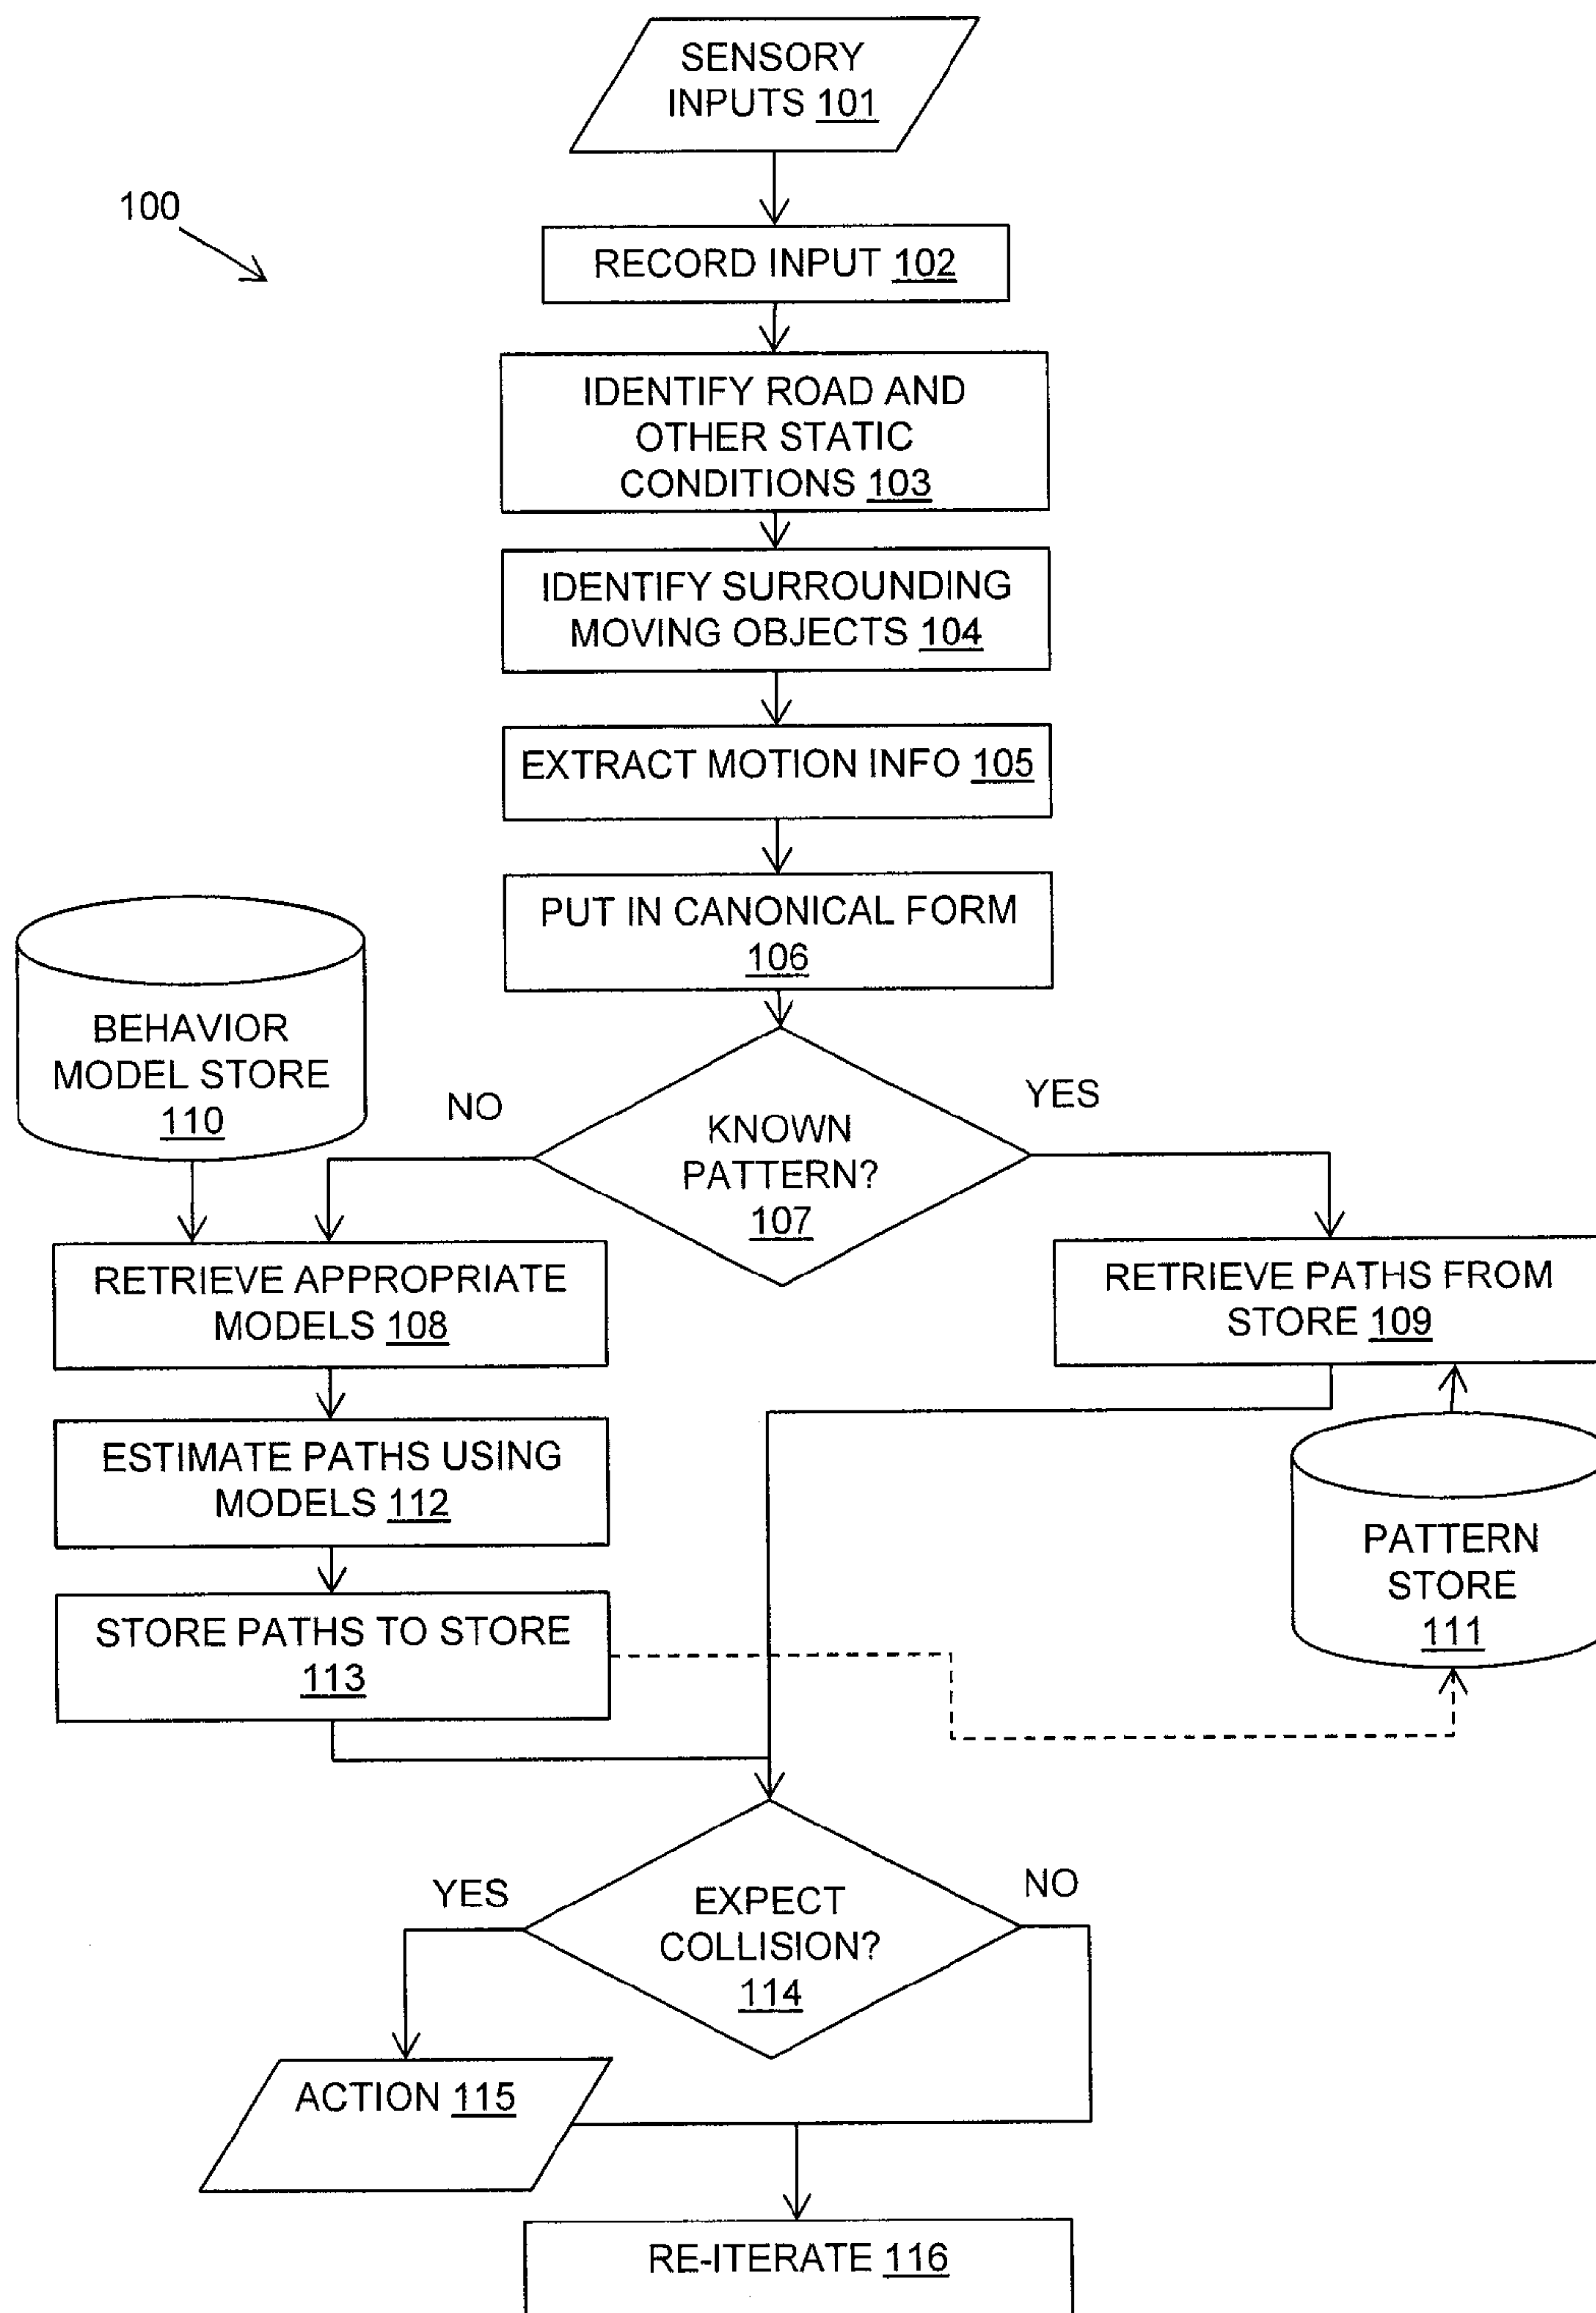 SENSORY
INPUTS 101
100
RECORD INPUT 102
IDENTIFY ROAD AND
OTHER STATIC
CONDITIONS 103
IDENTIFY SURROUNDING
MOVING OBJECTS 104
EXTRACT MOTION INFO 105
PUT IN CANONICAL FORM
106
BEHAVIOR
MODEL STORE
110
NO
YES
KNOWN
PATTERN?
107
RETRIEVE APPROPRIATE
MODELS 108
RETRIEVE PATHS FROM
STORE 109
ESTIMATE PATHS USING
MODELS 112
PATTERN
STORE
111
STORE PATHS TO STORE
113
YES
NO
EXPECT
COLLISION?
114
ACTION 115
RE-ITERATE 116